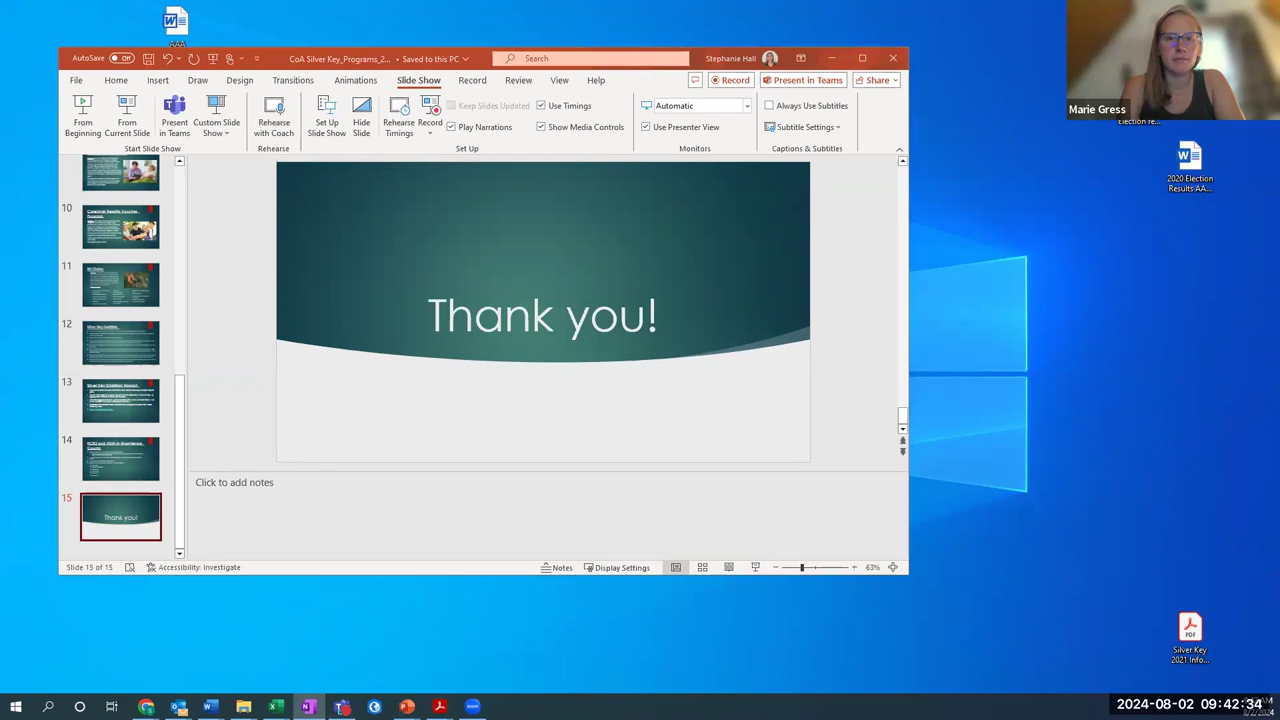 AAA
AutoSave Off
CoA Silver Key_Programs_2... • Saved to this PC
Search
Stephanie Hall
File Home Insert Draw Design Transitions Animations Slide Show Record Review View Help
Record
Present in Teams
Share
From Beginning
From Current Slide
Present in Teams
Custom Slide Show
Start Slide Show
Rehearse with Coach
Rehearse
Set Up Slide Show
Hide Slide
Rehearse Timings
Record
Keep Slides Updated
Play Narrations
Use Timings
Show Media Controls
Set Up
Automatic
Use Presenter View
Monitors
Always Use Subtitles
Subtitle Settings
Captions & Subtitles
10
11
12
13
14
15
Thank you!
Thank you!
Click to add notes
Slide 15 of 15
Accessibility: Investigate
Notes
Display Settings
63%
Marie Gress
Election re...
2020 Election
Results AA...
PDF
Silver Key
2021 Info...
2024-08-02 09:42:34